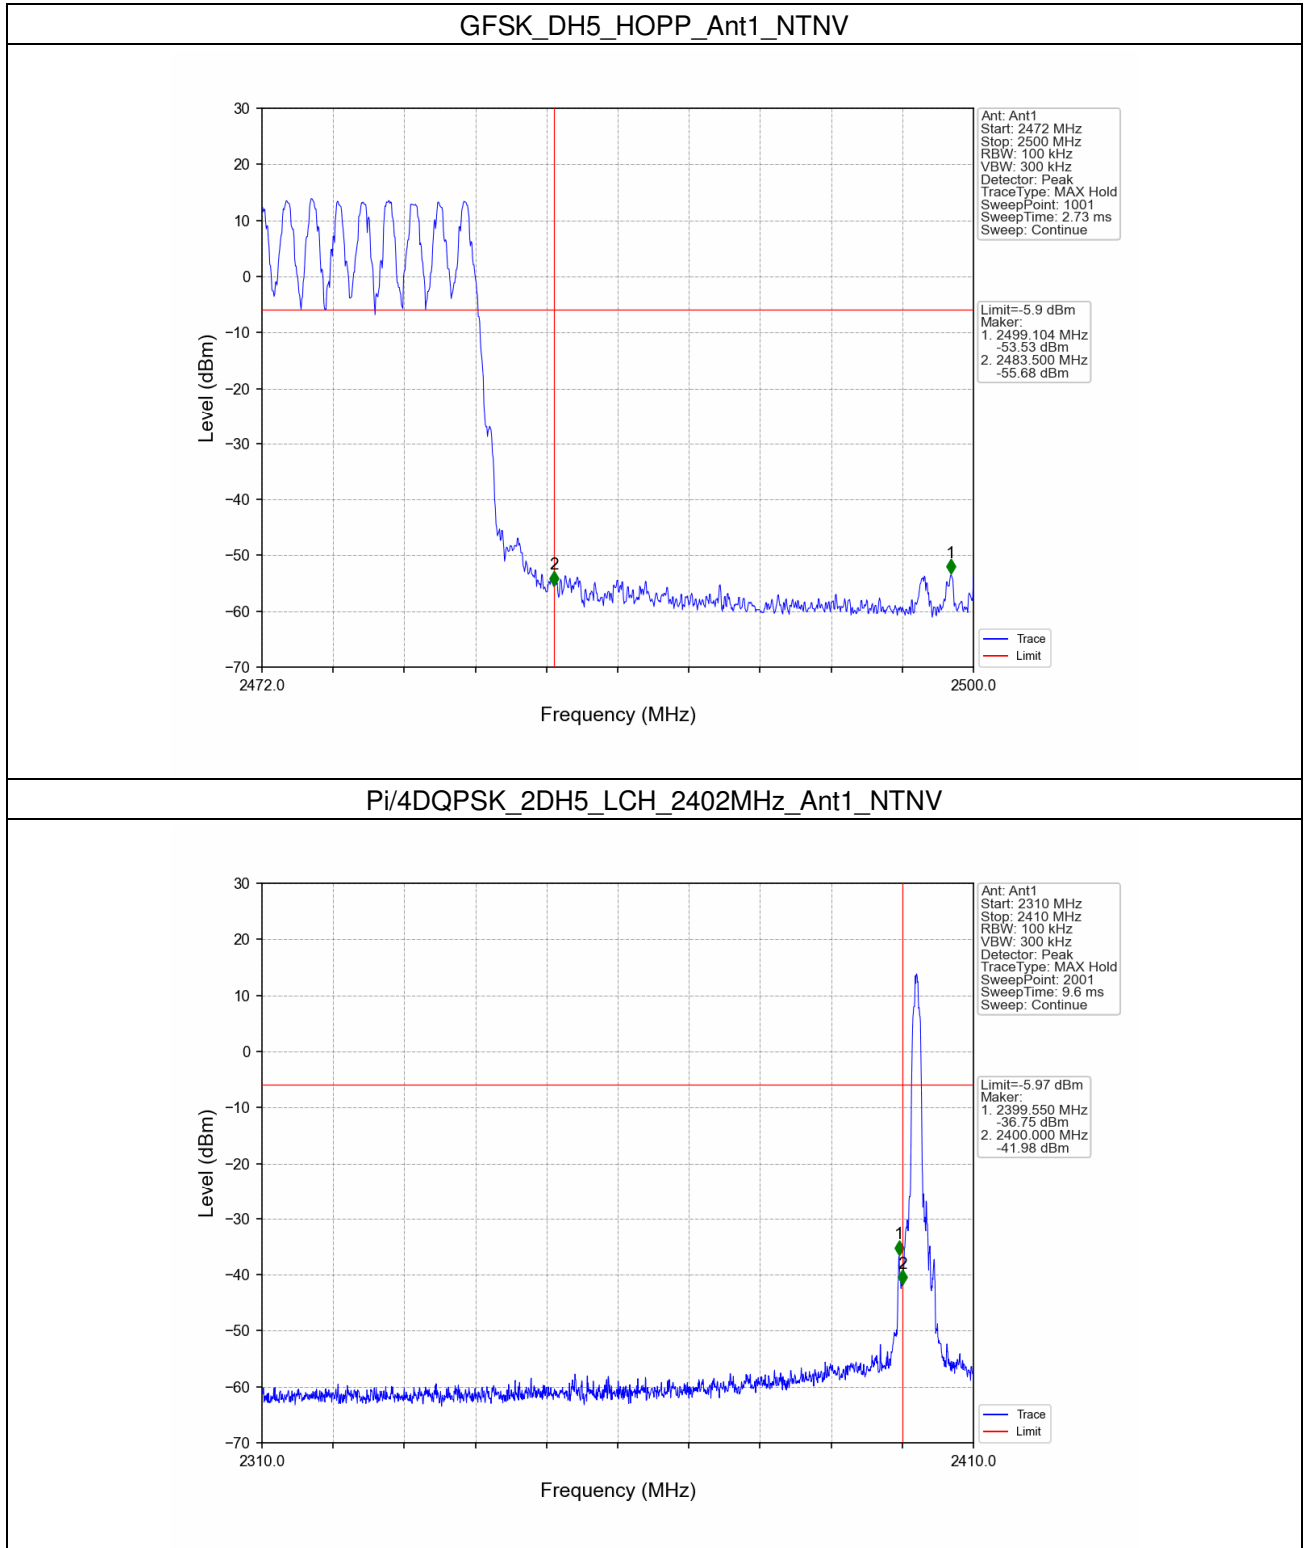 GFSK_DH5_HOPP_Ant1_NTNV
30
20
10
0
−10
−20
−30
−40
−50
−60
−70
Level (dBm)
2472.0
2500.0
Frequency (MHz)
2
1
Ant: Ant1
Start: 2472 MHz
Stop: 2500 MHz
RBW: 100 kHz
VBW: 300 kHz
Detector: Peak
TraceType: MAX Hold
SweepPoint: 1001
SweepTime: 2.73 ms
Sweep: Continue
Limit=-5.9 dBm
Maker:
1. 2499.104 MHz
-53.53 dBm
2. 2483.500 MHz
-55.68 dBm
Trace
Limit
Pi/4DQPSK_2DH5_LCH_2402MHz_Ant1_NTNV
30
20
10
0
−10
−20
−30
−40
−50
−60
−70
Level (dBm)
2310.0
2410.0
Frequency (MHz)
1
2
Ant: Ant1
Start: 2310 MHz
Stop: 2410 MHz
RBW: 100 kHz
VBW: 300 kHz
Detector: Peak
TraceType: MAX Hold
SweepPoint: 2001
SweepTime: 9.6 ms
Sweep: Continue
Limit=-5.97 dBm
Maker:
1. 2399.550 MHz
-36.75 dBm
2. 2400.000 MHz
-41.98 dBm
Trace
Limit